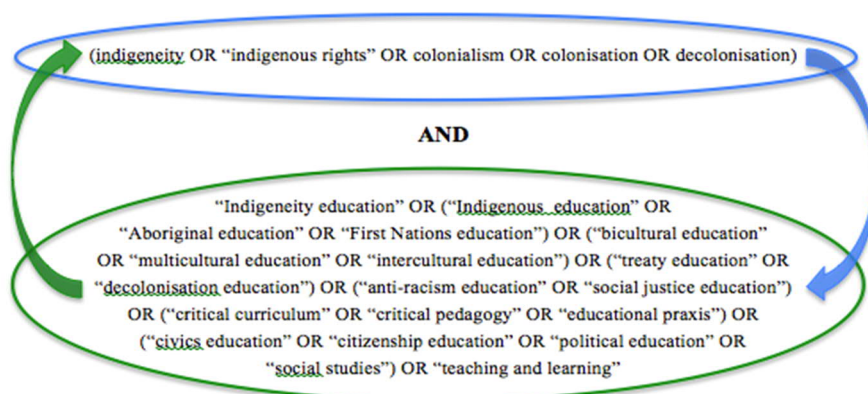 (indigeneity OR “indigenous rights” OR colonialism OR colonisation OR decolonisation)
AND
“Indigeneity education” OR (“Indigenous education” OR
“Aboriginal education” OR “First Nations education”) OR (“bicultural education”
OR “multicultural education” OR “intercultural education”) OR (“treaty education” OR
“decolonisation education”) OR (“anti-racism education” OR “social justice education”)
OR (“critical curriculum” OR “critical pedagogy” OR “educational praxis”) OR
(“civics education” OR “citizenship education” OR “political education” OR
“social studies”) OR “teaching and learning”